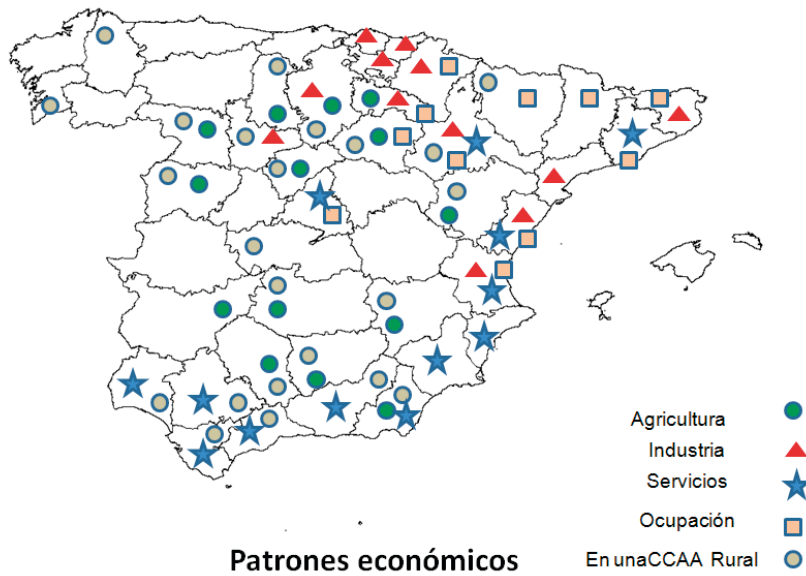 Agricultura
Industria
Servicios
Ocupación
En unaCCAA Rural
Patrones económicos